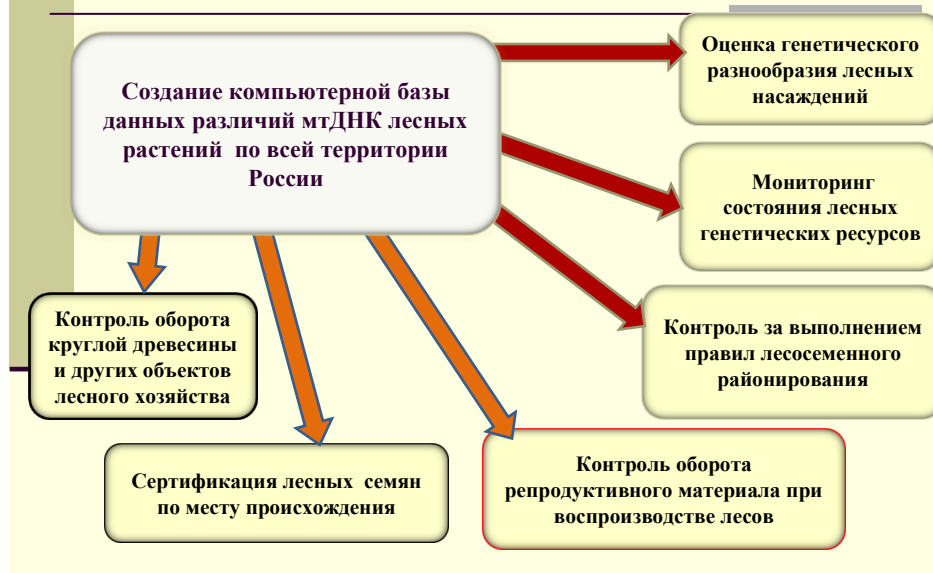 Создание компьютерной базы
данных различий мтДНК лесных
растений по всей территории
России
Оценка генетического
разнообразия лесных
насаждений
Мониторинг
состояния лесных
генетических ресурсов
Контроль за выполнением
правил лесосеменного
районирования
Контроль оборота
круглой древесины
и других объектов
лесного хозяйства
Сертификация лесных семян
по месту происхождения
Контроль оборота
репродуктивного материала при
воспроизводстве лесов